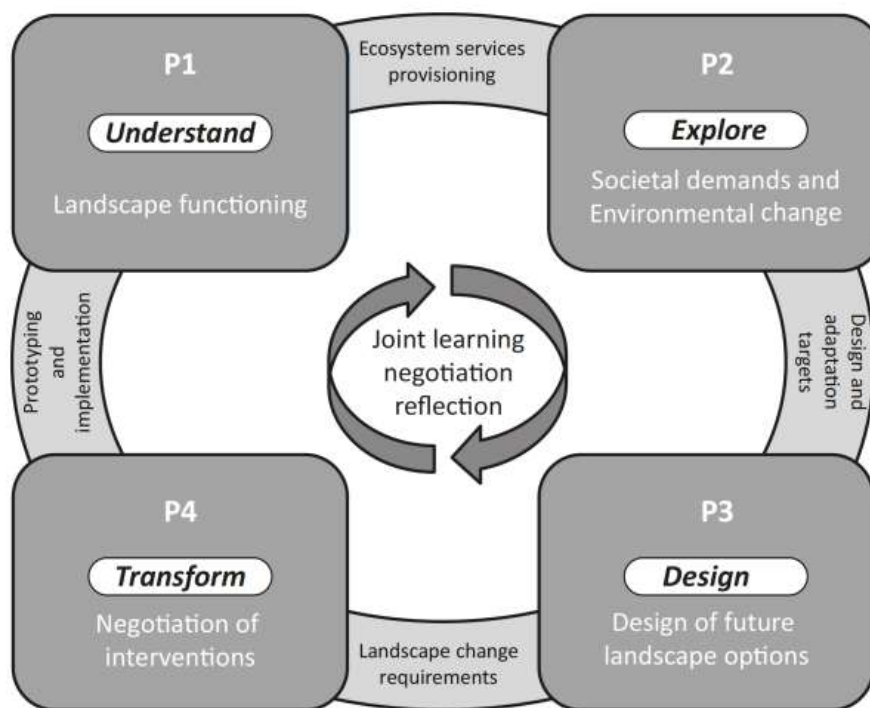 P1
Understand
Landscape functioning
Ecosystem services
provisioning
P2
Explore
Societal demands and
Environmental change
Prototyping
and
implementation
Joint learning
negotiation
reflection
Design and
adaptation
targets
P4
Transform
Negotiation of
interventions
Landscape change
requirements
P3
Design
Design of future
landscape options